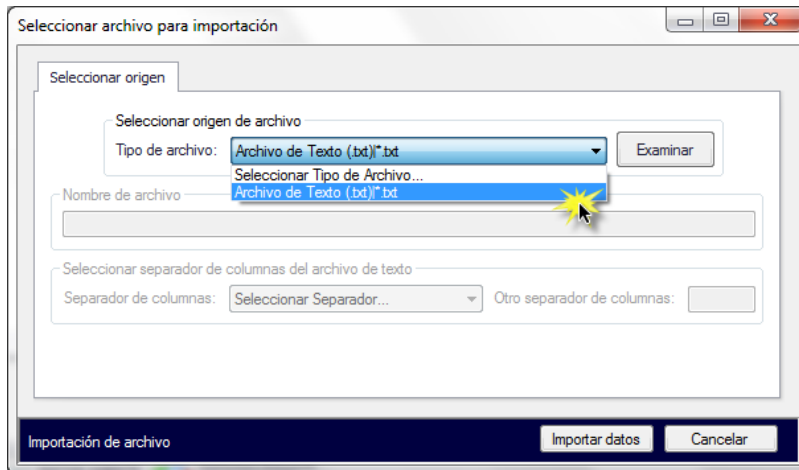 Seleccionar archivo para importación
Seleccionar origen
Seleccionar origen de archivo
Tipo de archivo: Archivo de Texto (.txt)|*.txt Examinar
Seleccionar Tipo de Archivo...
Archivo de Texto (.txt)|*.txt
Nombre de archivo
Seleccionar separador de columnas del archivo de texto
Separador de columnas: Seleccionar Separador... Otro separador de columnas:
Importación de archivo Importar datos Cancelar